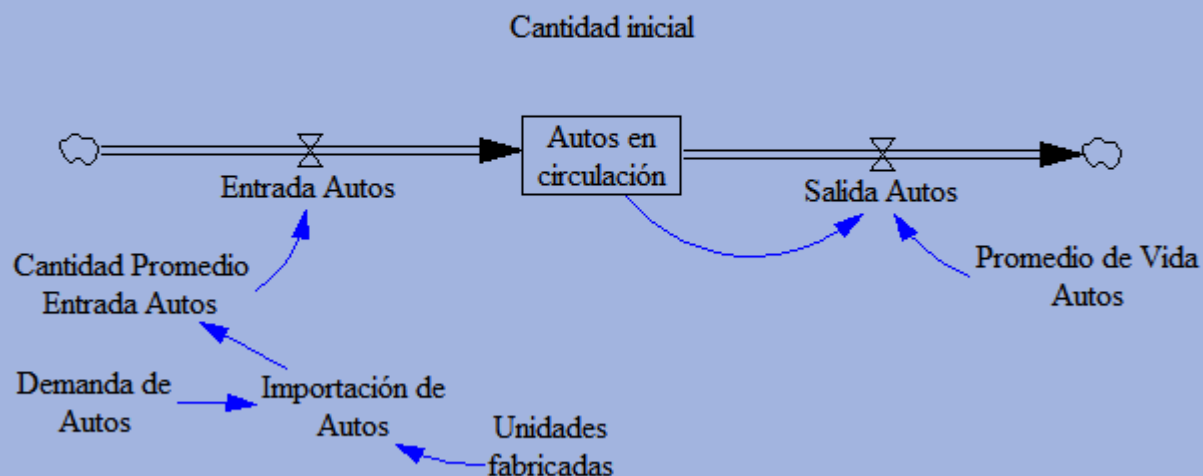 Cantidad inicial
Autos en
circulación
Entrada Autos
Salida Autos
Cantidad Promedio
Entrada Autos
Promedio de Vida
Autos
Demanda de
Autos
Importación de
Autos
Unidades
fabricadas